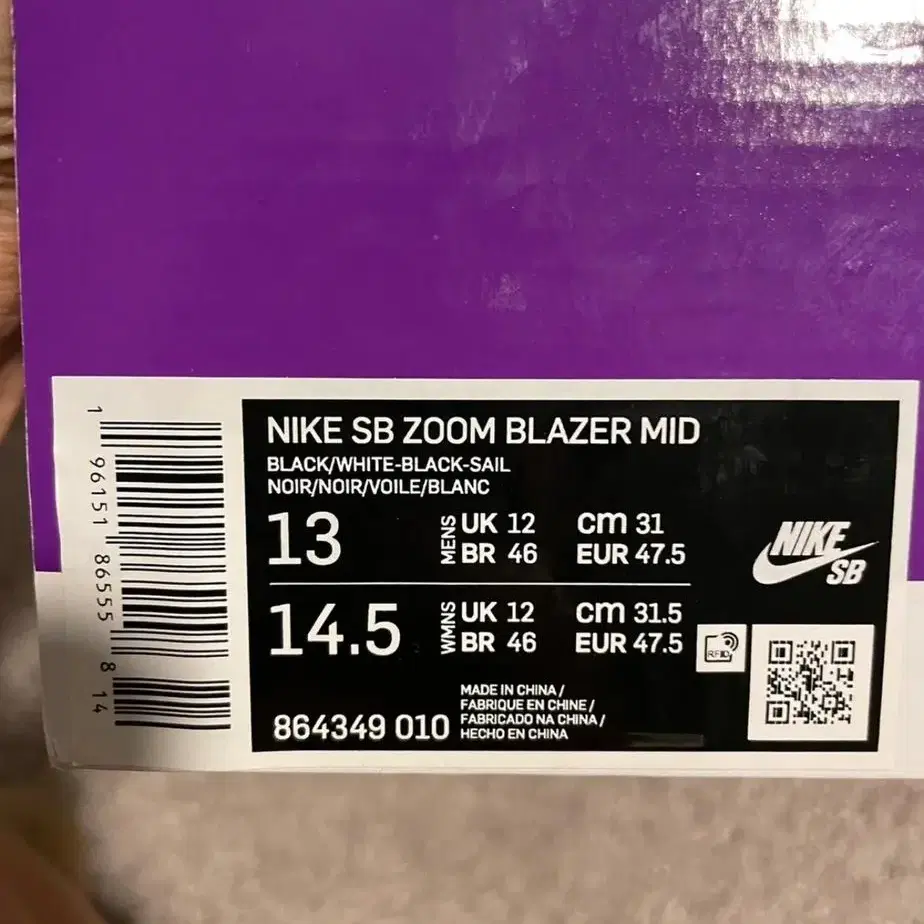 NIKE SB ZOOM BLAZER MID
BLACK/WHITE-BLACK-SAIL
NOIR/NOIR/VOILE/BLANC
13 MENS UK 12 cm 31
BR 46 EUR 47.5
14.5 WMNS UK 12 cm 31.5
BR 46 EUR 47.5
RFID
864349 010
MADE IN CHINA /
FABRIQUE EN CHINE /
FABRICADO NA CHINA /
HECHO EN CHINA
NIKE
SB
1 96151 86555 8 14